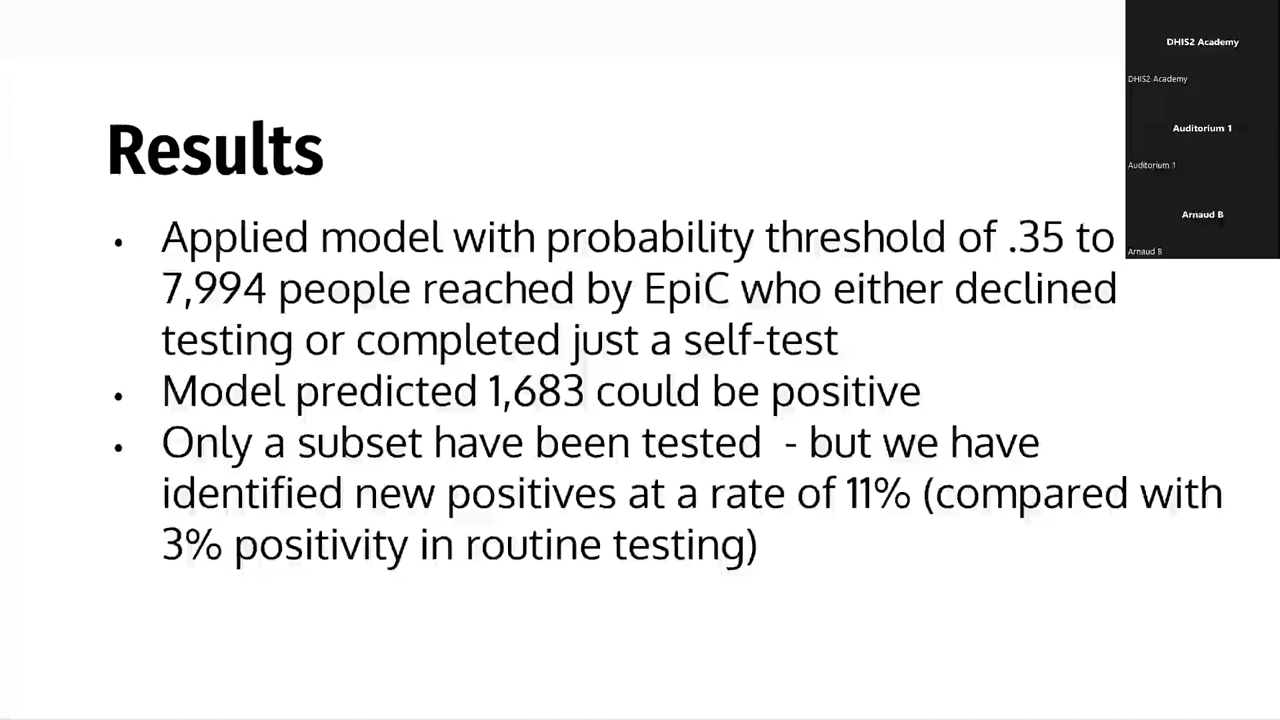 Results
• Applied model with probability threshold of .35 to
7,994 people reached by EpiC who either declined
testing or completed just a self-test
• Model predicted 1,683 could be positive
• Only a subset have been tested - but we have
identified new positives at a rate of 11% (compared with
3% positivity in routine testing)
DHIS2 Academy
DHIS2 Academy
Auditorium 1
Auditorium 1
Arnaud B
Arnaud B